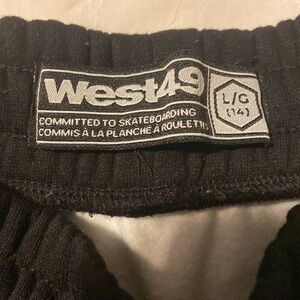 West49
COMMITTED TO SKATEBOARDING
COMMIS À LA PLANCHE À ROULETTES
L/G
(14)